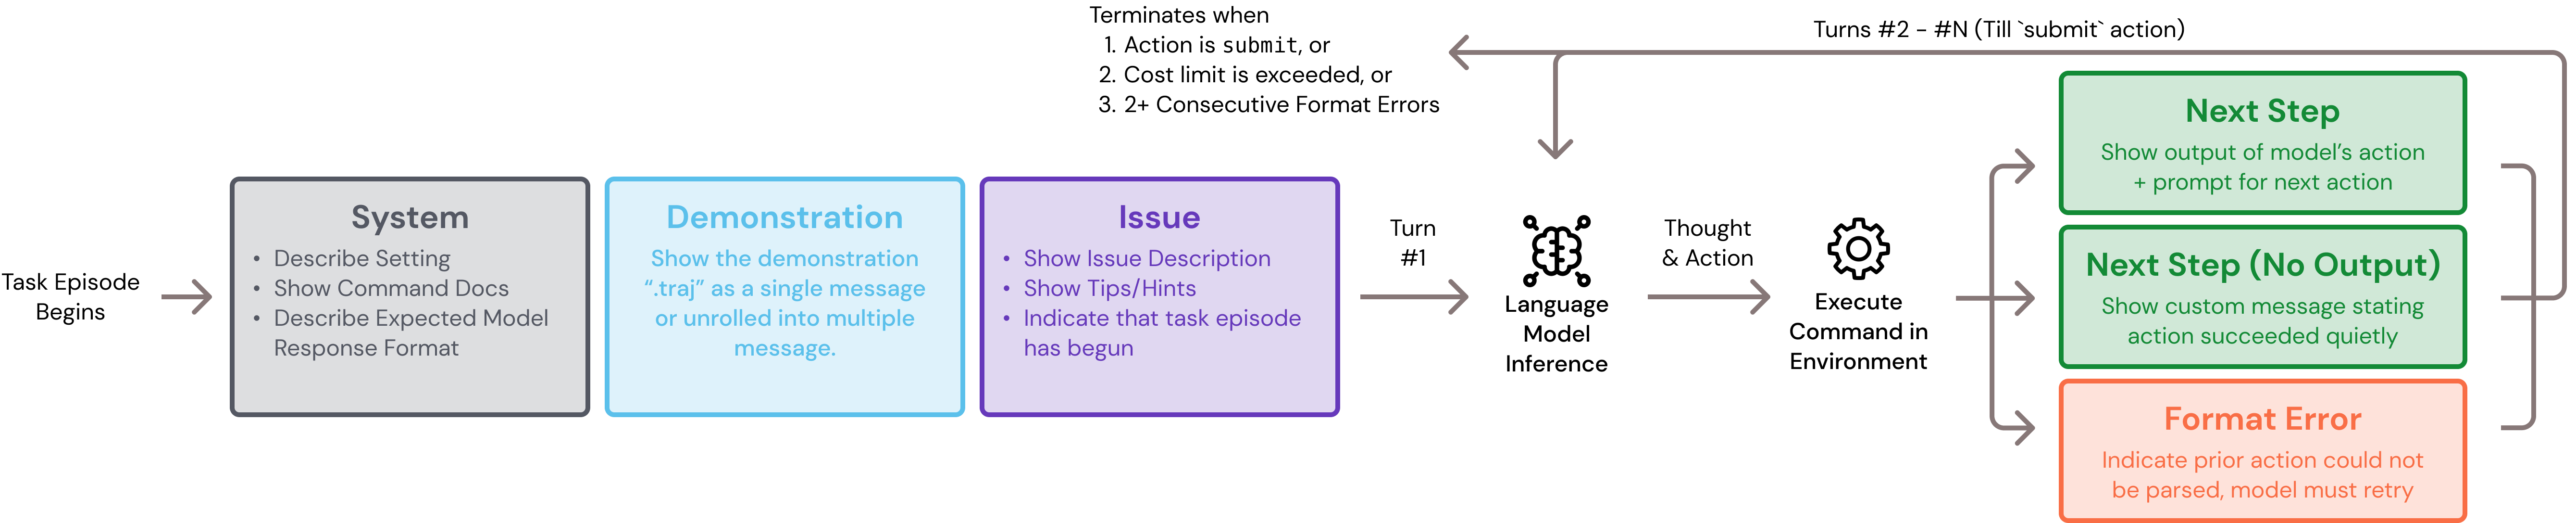 Terminates when
1. Action is submit, or
2. Cost limit is exceeded, or
3. 2+ Consecutive Format Errors
Turns #2 - #N (Till `submit` action)
Task Episode
Begins
System
• Describe Setting
• Show Command Docs
• Describe Expected Model
Response Format
Demonstration
Show the demonstration
“.traj” as a single message
or unrolled into multiple
message.
Issue
• Show Issue Description
• Show Tips/Hints
• Indicate that task episode
has begun
Turn
#1
Language
Model
Inference
Thought
& Action
Execute
Command in
Environment
Next Step
Show output of model’s action
+ prompt for next action
Next Step (No Output)
Show custom message stating
action succeeded quietly
Format Error
Indicate prior action could not
be parsed, model must retry